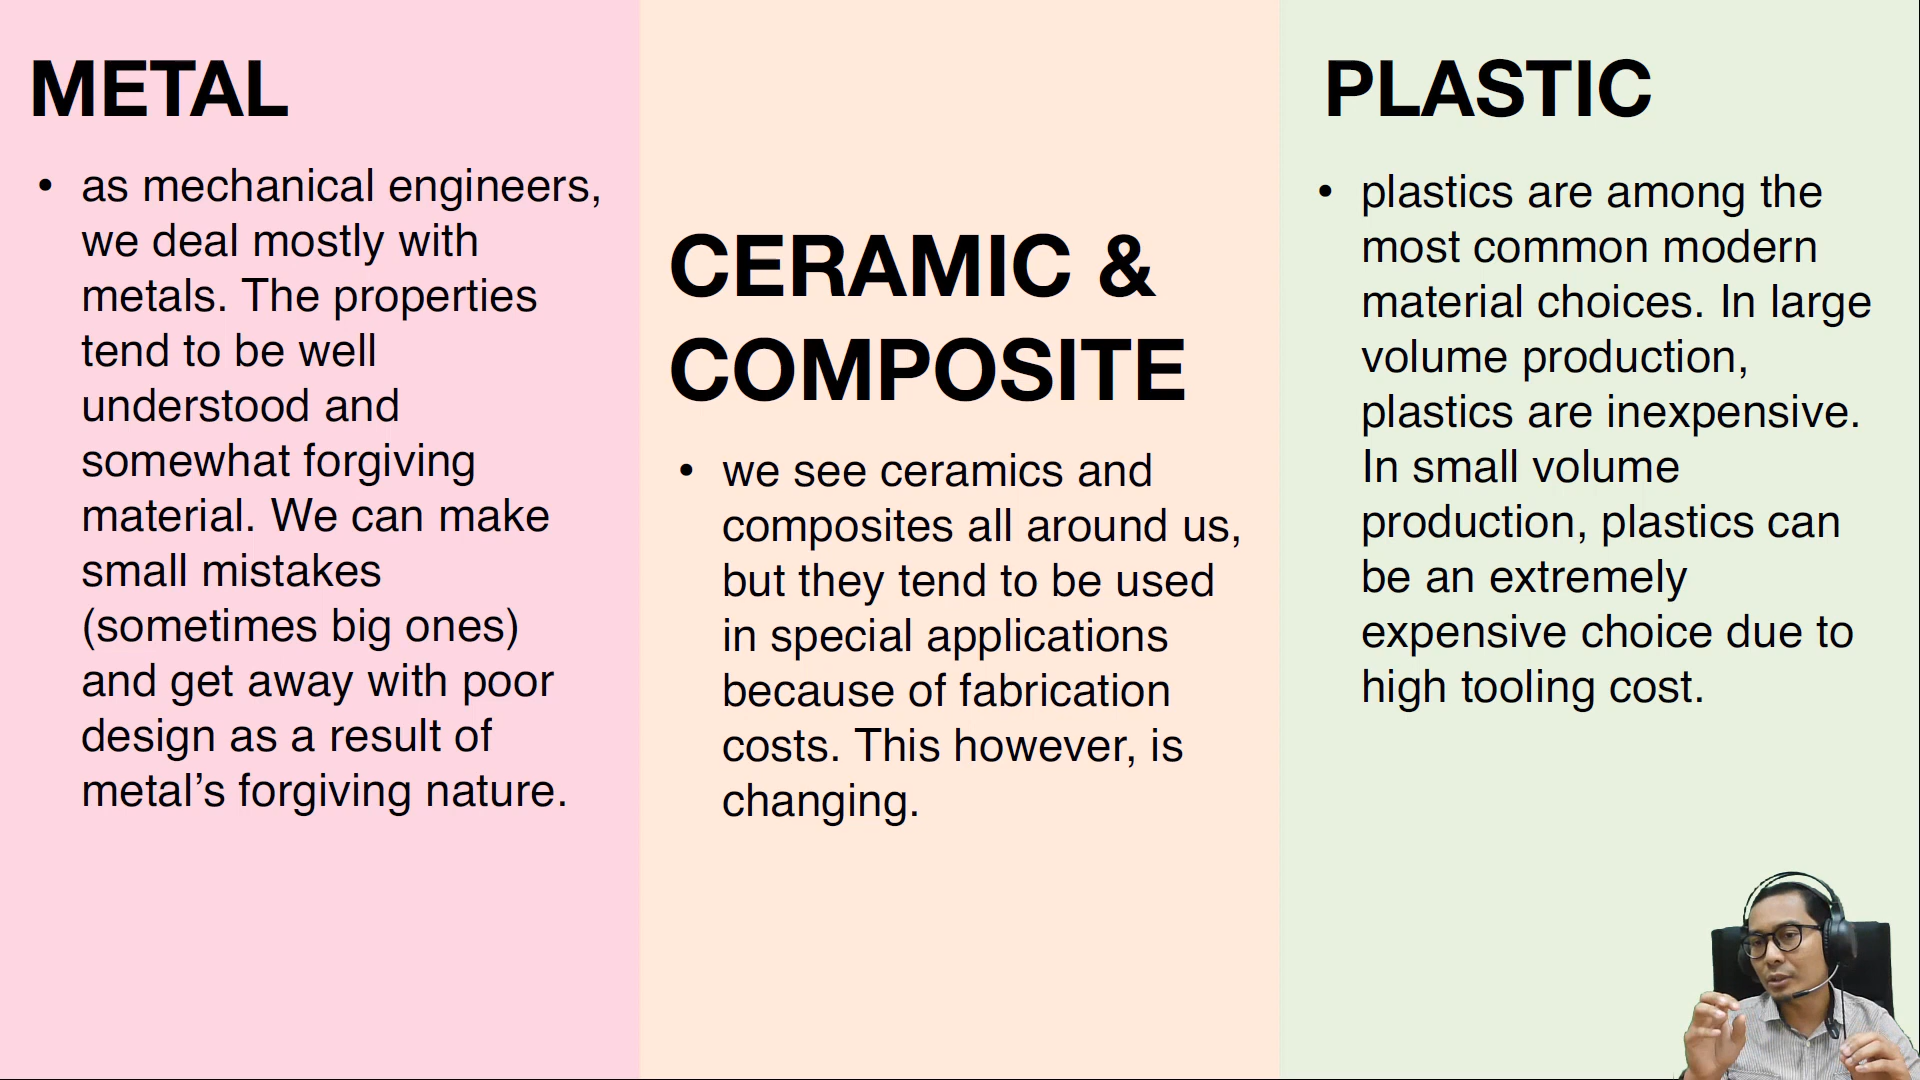 METAL
• as mechanical engineers,
we deal mostly with
metals. The properties
tend to be well
understood and
somewhat forgiving
material. We can make
small mistakes
(sometimes big ones)
and get away with poor
design as a result of
metal’s forgiving nature.
CERAMIC &
COMPOSITE
• we see ceramics and
composites all around us,
but they tend to be used
in special applications
because of fabrication
costs. This however, is
changing.
PLASTIC
• plastics are among the
most common modern
material choices. In large
volume production,
plastics are inexpensive.
In small volume
production, plastics can
be an extremely
expensive choice due to
high tooling cost.